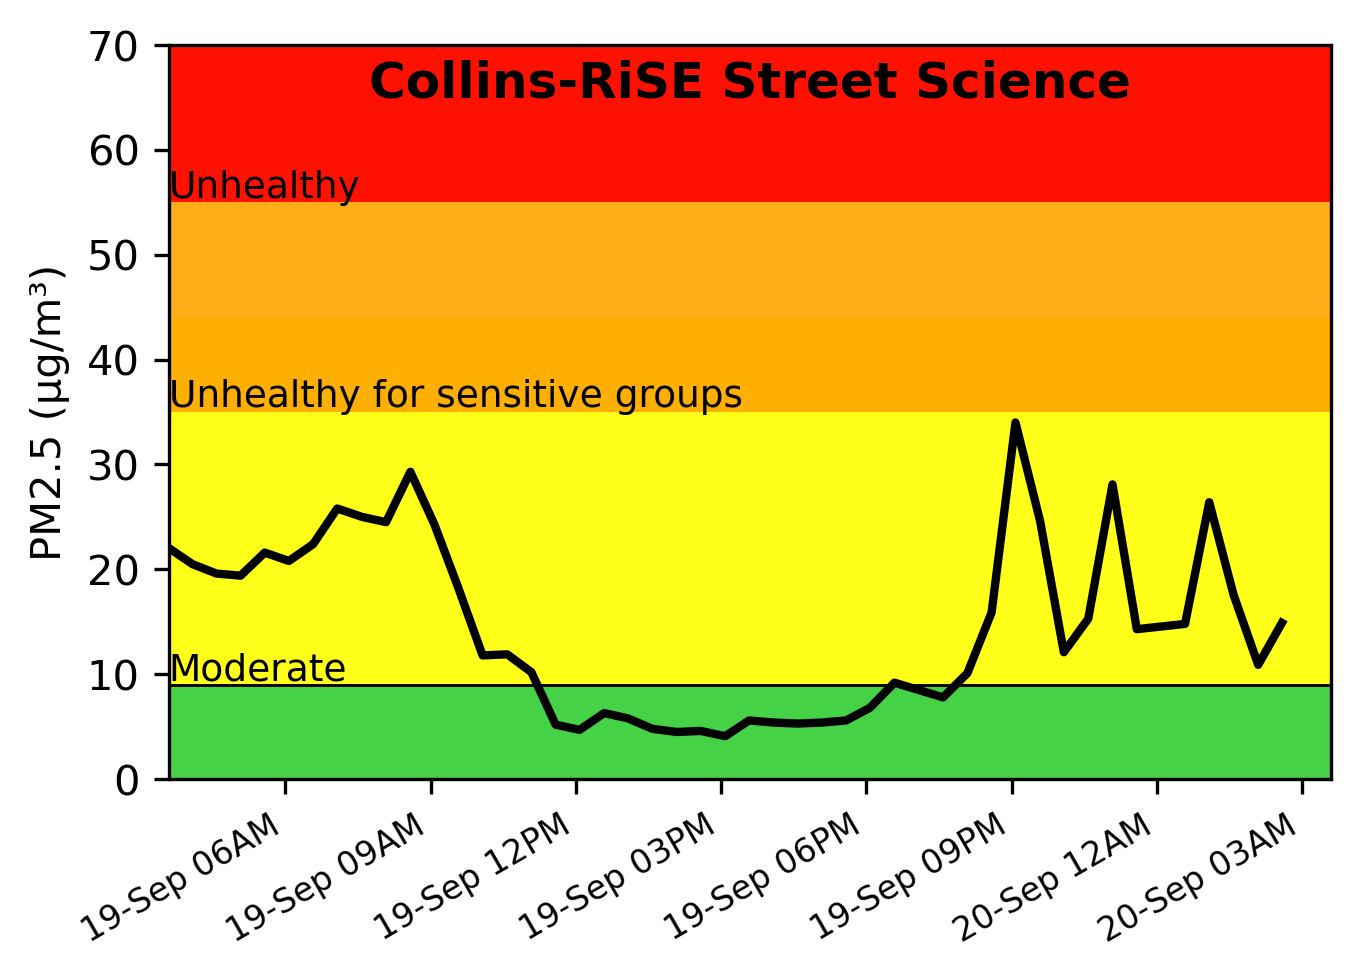 Collins-RiSE Street Science
PM2.5 (µg/m³)
70
60
50
40
30
20
10
0
Unhealthy
Unhealthy for sensitive groups
Moderate
19-Sep 06AM
19-Sep 09AM
19-Sep 12PM
19-Sep 03PM
19-Sep 06PM
19-Sep 09PM
20-Sep 12AM
20-Sep 03AM